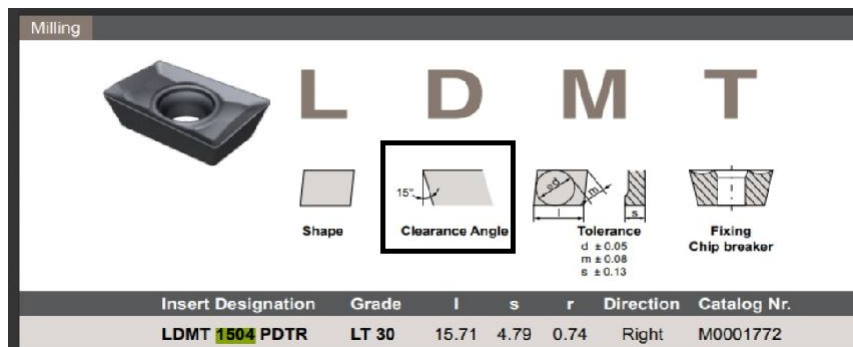 Milling
L D M T
15°
ød m
l s
Shape Clearance Angle Tolerance Fixing
Chip breaker
d ± 0.05
m ± 0.08
s ± 0.13
Insert Designation Grade l s r Direction Catalog Nr.
LDMT 1504 PDTR LT 30 15.71 4.79 0.74 Right M0001772